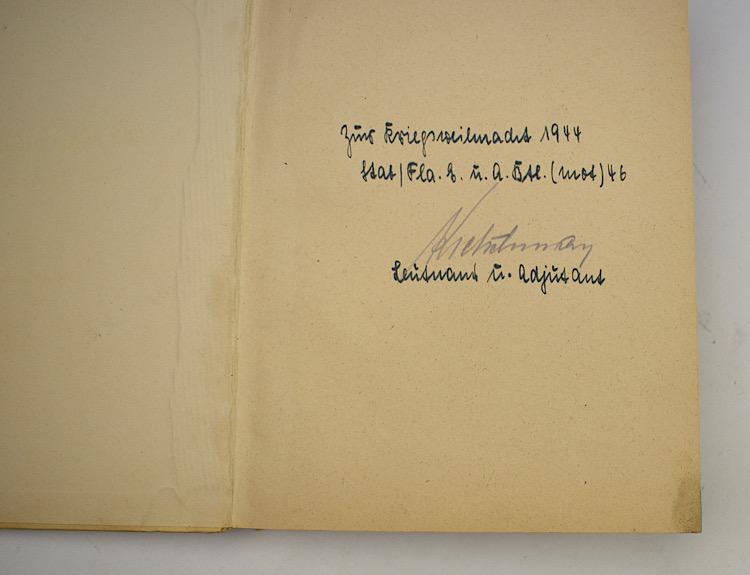 Zur Kriegsweihnacht 1944
Stab/Fla. E. u. A. Btl. (mot) 46
Leutnant u. Adjutant